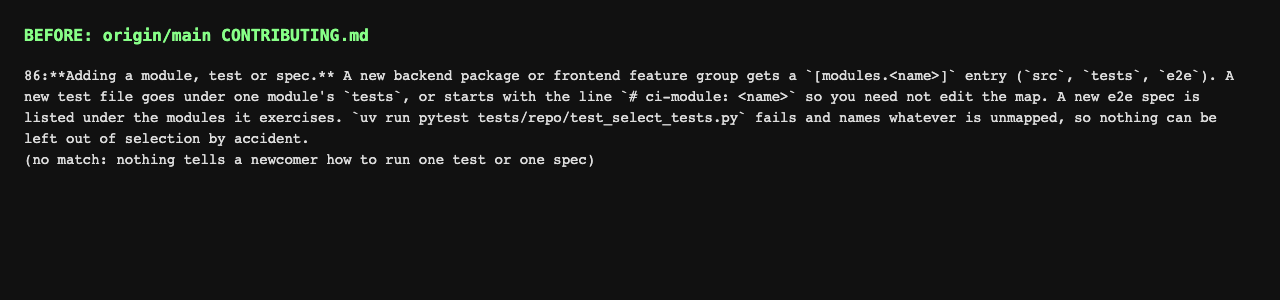 BEFORE: origin/main CONTRIBUTING.md
86:**Adding a module, test or spec.** A new backend package or frontend feature group gets a `[modules.<name>]` entry (`src`, `tests`, `e2e`). A
new test file goes under one module's `tests`, or starts with the line `# ci-module: <name>` so you need not edit the map. A new e2e spec is
listed under the modules it exercises. `uv run pytest tests/repo/test_select_tests.py` fails and names whatever is unmapped, so nothing can be
left out of selection by accident.
(no match: nothing tells a newcomer how to run one test or one spec)